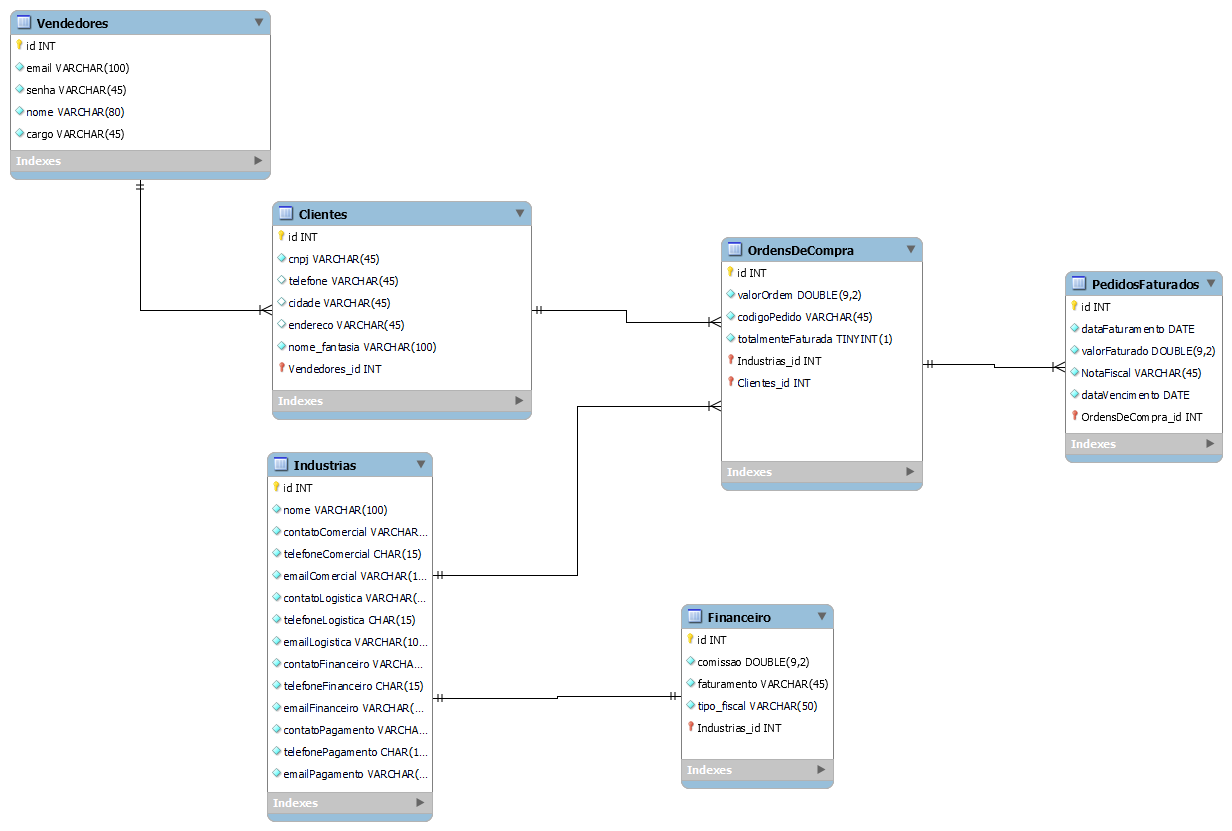 Vendedores
id INT
email VARCHAR(100)
senha VARCHAR(45)
nome VARCHAR(80)
cargo VARCHAR(45)
Indexes
Clientes
id INT
cnpj VARCHAR(45)
telefone VARCHAR(45)
cidade VARCHAR(45)
endereco VARCHAR(45)
nome_fantasia VARCHAR(100)
Vendedores_id INT
Indexes
OrdensDeCompra
id INT
valorOrdem DOUBLE(9,2)
codigoPedido VARCHAR(45)
totalmenteFaturada TINYINT(1)
Industrias_id INT
Clientes_id INT
Indexes
PedidosFaturados
id INT
dataFaturamento DATE
valorFaturado DOUBLE(9,2)
NotaFiscal VARCHAR(45)
dataVencimento DATE
OrdensDeCompra_id INT
Indexes
Industrias
id INT
nome VARCHAR(100)
contatoComercial VARCHAR...
telefoneComercial CHAR(15)
emailComercial VARCHAR(1...
contatoLogistica VARCHAR(...
telefoneLogistica CHAR(15)
emailLogistica VARCHAR(10...
contatoFinanceiro VARCHA...
telefoneFinanceiro CHAR(15)
emailFinanceiro VARCHAR(...
contatoPagamento VARCHA...
telefonePagamento CHAR(1...
emailPagamento VARCHAR(...
Indexes
Financeiro
id INT
comissao DOUBLE(9,2)
faturamento VARCHAR(45)
tipo_fiscal VARCHAR(50)
Industrias_id INT
Indexes